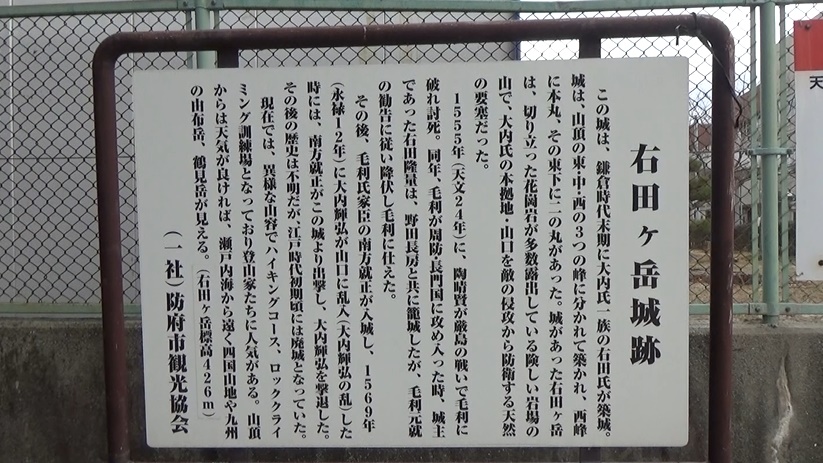 右田ヶ岳城跡
この城は、鎌倉時代末期に大内氏一族の右田氏が築城。
城は、山頂の東・中・西の3つの峰に分かれて築かれ、西峰
に本丸、その東下に二の丸があった。城があった右田ヶ岳
は、切り立った花崗岩が多数露出している険しい岩場の
山で、大内氏の本拠地・山口を敵の侵攻から防衛する天然
の要塞だった。
1555年(天文24年)に、陶晴賢が厳島の戦いで毛利に
破れ討死。同年、毛利が周防・長門国に攻め入った時、城主
であった右田隆量は、野田長房と共に籠城したが、毛利元就
の勧告に従い降伏し毛利に仕えた。
その後、毛利氏家臣の南方就正が入城し、1569年
(永禄12年)に大内輝弘が山口に乱入(大内輝弘の乱)した
時には、南方就正がこの城より出撃し、大内輝弘を撃退した。
その後の歴史は不明だが、江戸時代初期頃には廃城となっていた。
現在では、異様な山容でハイキングコース、ロッククライ
ミング訓練場となっており登山家たちに人気がある。山頂
からは天気が良ければ、瀬戸内海から遠く四国山地や九州
の由布岳、鶴見岳が見える。(右田ヶ岳標高426m)
(一社)防府市観光協会
天